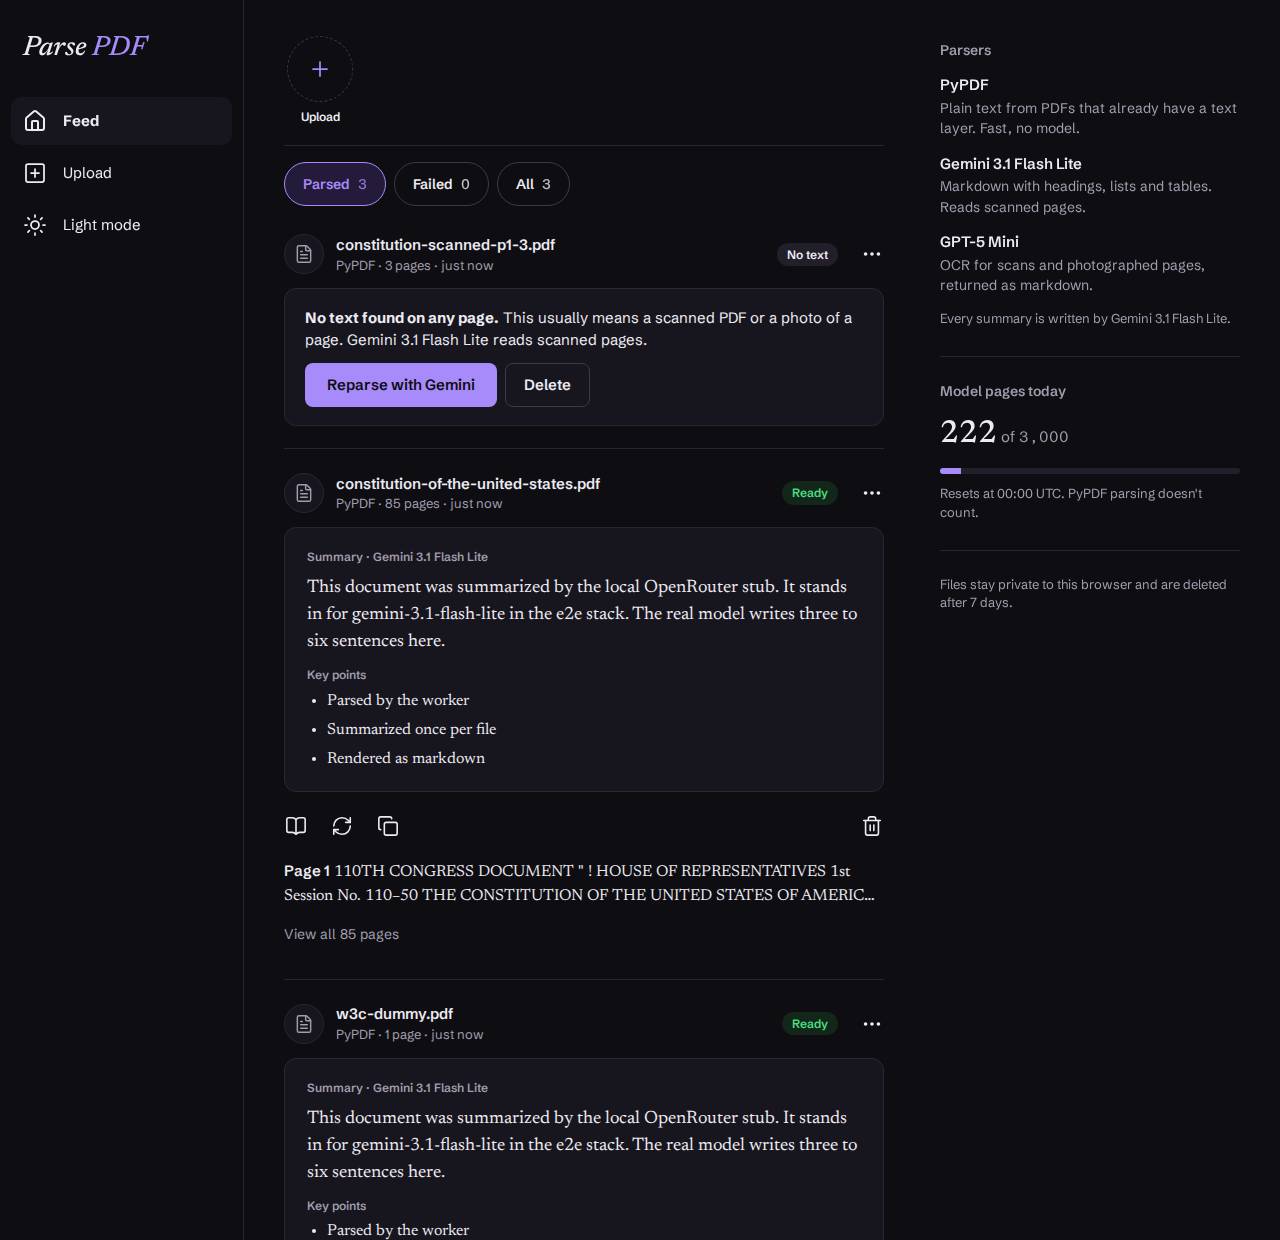 Parse PDF
Feed
Upload
Light mode
Upload
Parsed 3
Failed 0
All 3
constitution-scanned-p1-3.pdf
PyPDF · 3 pages · just now
No text
No text found on any page. This usually means a scanned PDF or a photo of a
page. Gemini 3.1 Flash Lite reads scanned pages.
Reparse with Gemini
Delete
constitution-of-the-united-states.pdf
PyPDF · 85 pages · just now
Ready
Summary · Gemini 3.1 Flash Lite
This document was summarized by the local OpenRouter stub. It stands
in for gemini-3.1-flash-lite in the e2e stack. The real model writes three to
six sentences here.
Key points
• Parsed by the worker
• Summarized once per file
• Rendered as markdown
Page 1 110TH CONGRESS DOCUMENT " ! HOUSE OF REPRESENTATIVES 1st
Session No. 110–50 THE CONSTITUTION OF THE UNITED STATES OF AMERIC...
View all 85 pages
w3c-dummy.pdf
PyPDF · 1 page · just now
Ready
Summary · Gemini 3.1 Flash Lite
This document was summarized by the local OpenRouter stub. It stands
in for gemini-3.1-flash-lite in the e2e stack. The real model writes three to
six sentences here.
Key points
• Parsed by the worker
Parsers
PyPDF
Plain text from PDFs that already have a text
layer. Fast, no model.
Gemini 3.1 Flash Lite
Markdown with headings, lists and tables.
Reads scanned pages.
GPT-5 Mini
OCR for scans and photographed pages,
returned as markdown.
Every summary is written by Gemini 3.1 Flash Lite.
Model pages today
222 of 3,000
Resets at 00:00 UTC. PyPDF parsing doesn't
count.
Files stay private to this browser and are deleted
after 7 days.